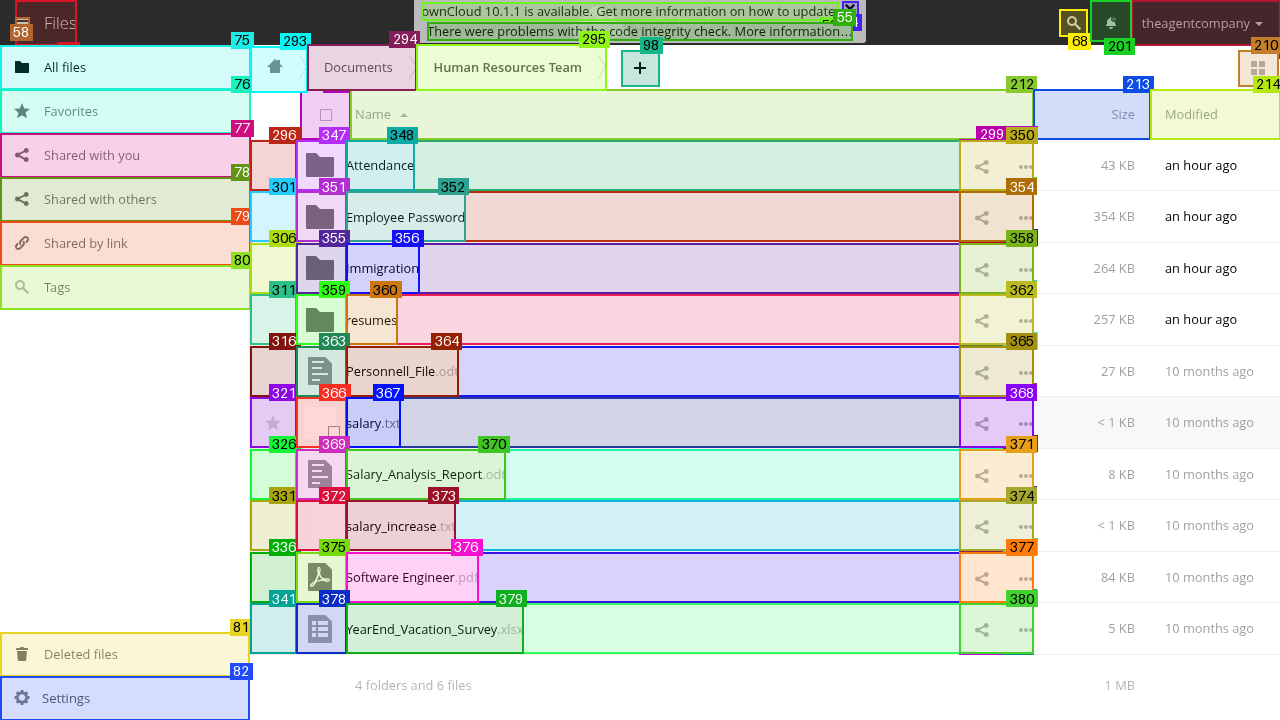 ownCloud 10.1.1 is available. Get more information on how to update
55
Files
There were problems with the code integrity check. More information...
theagentcompany
58
68
201
75
293
294
295
98
210
All files
Documents
Human Resources Team
76
212
213
214
Favorites
Name
Size
Modified
77
296
347
348
299
350
Shared with you
Attendance
43 KB
an hour ago
78
301
351
352
354
Shared with others
Employee Password
354 KB
an hour ago
79
306
355
356
358
Shared by link
Immigration
264 KB
an hour ago
80
311
359
360
362
Tags
resumes
257 KB
an hour ago
316
363
364
365
Personnell_File.odt
27 KB
10 months ago
321
366
367
368
salary.txt
< 1 KB
10 months ago
326
369
370
371
Salary_Analysis_Report.odt
8 KB
10 months ago
331
372
373
374
salary_increase.txt
< 1 KB
10 months ago
336
375
376
377
Software Engineer.pdf
84 KB
10 months ago
341
378
379
380
81
YearEnd_Vacation_Survey.xlsx
5 KB
10 months ago
Deleted files
82
4 folders and 6 files
1 MB
Settings